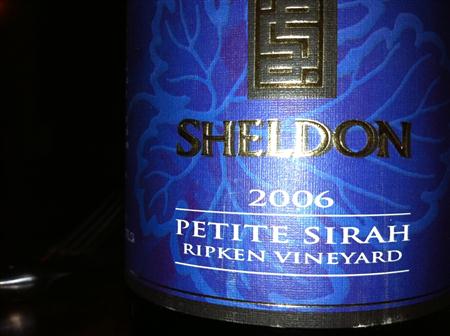 SHELDON
2006
PETITE SIRAH
RIPKEN VINEYARD